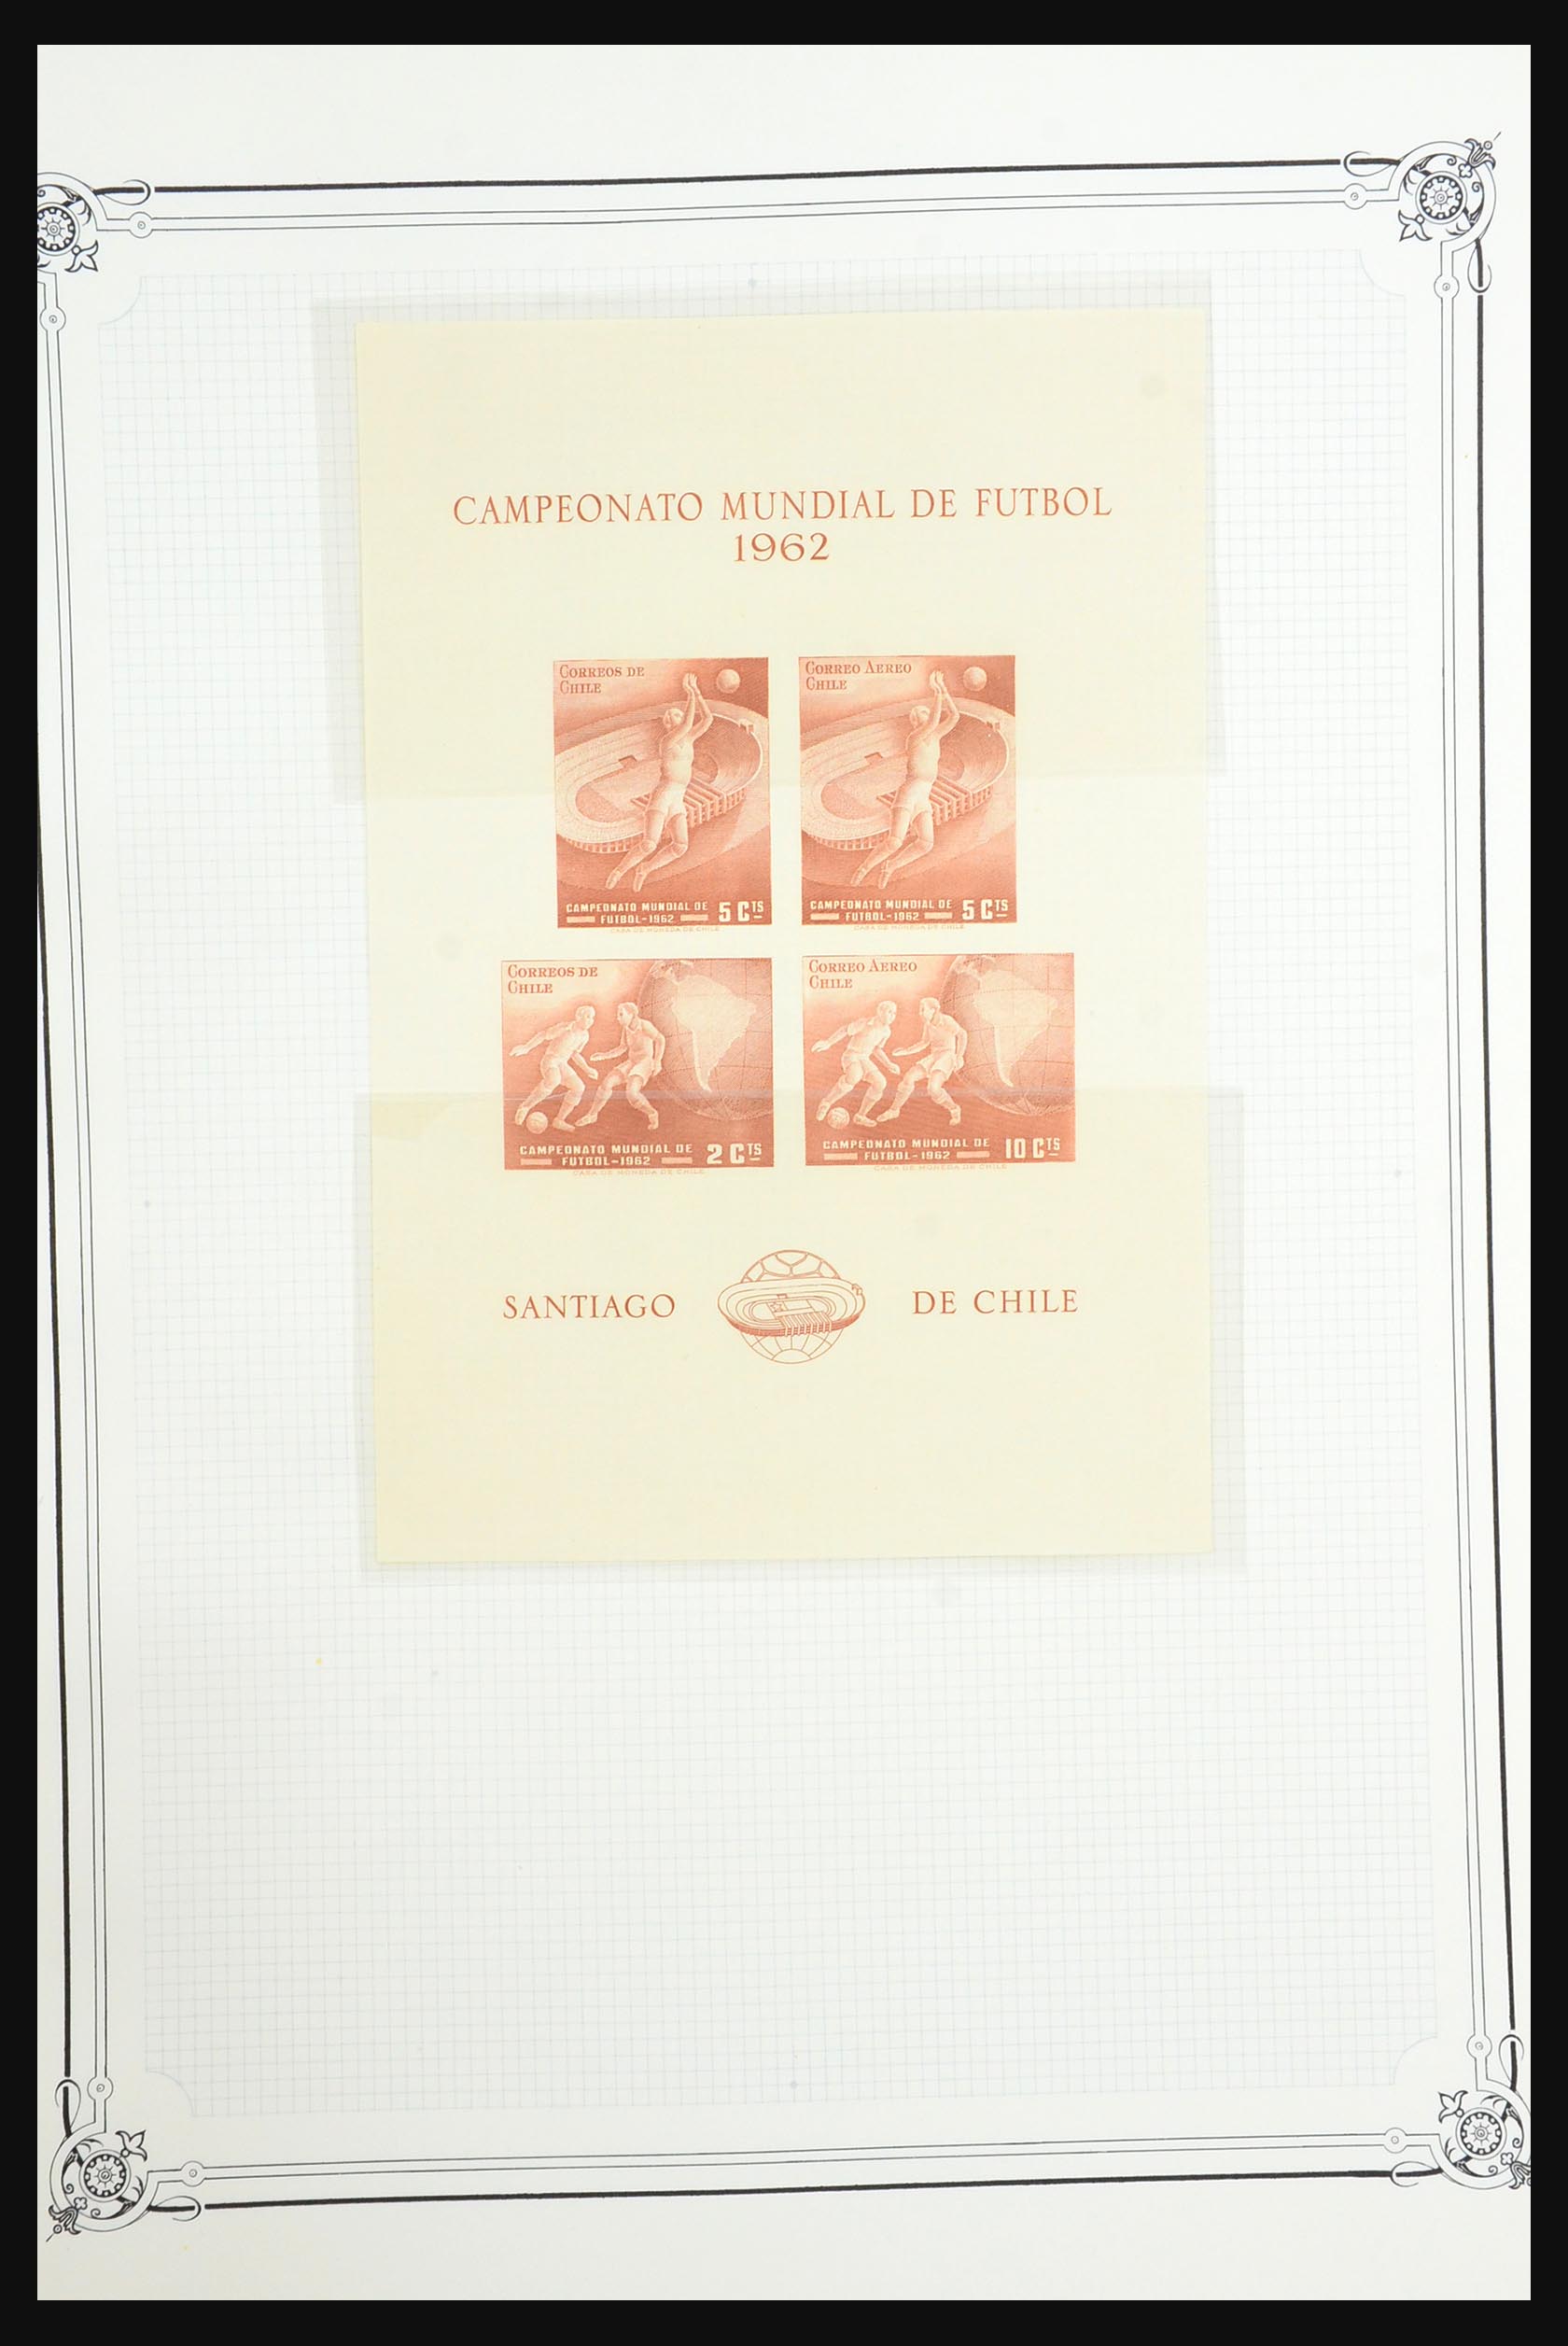 CAMPEONATO MUNDIAL DE FUTBOL
1962
CORREOS DE
CHILE
CAMPEONATO MUNDIAL DE
FUTBOL-1962
5 CTS
CASA DE MONEDA DE CHILE
CORREO AEREO
CHILE
CAMPEONATO MUNDIAL DE
FUTBOL-1962
5 CTS
CASA DE MONEDA DE CHILE
CORREOS DE
CHILE
CAMPEONATO MUNDIAL DE
FUTBOL-1962
2 CTS
CASA DE MONEDA DE CHILE
CORREO AEREO
CHILE
CAMPEONATO MUNDIAL DE
FUTBOL-1962
10 CTS
CASA DE MONEDA DE CHILE
SANTIAGO DE CHILE